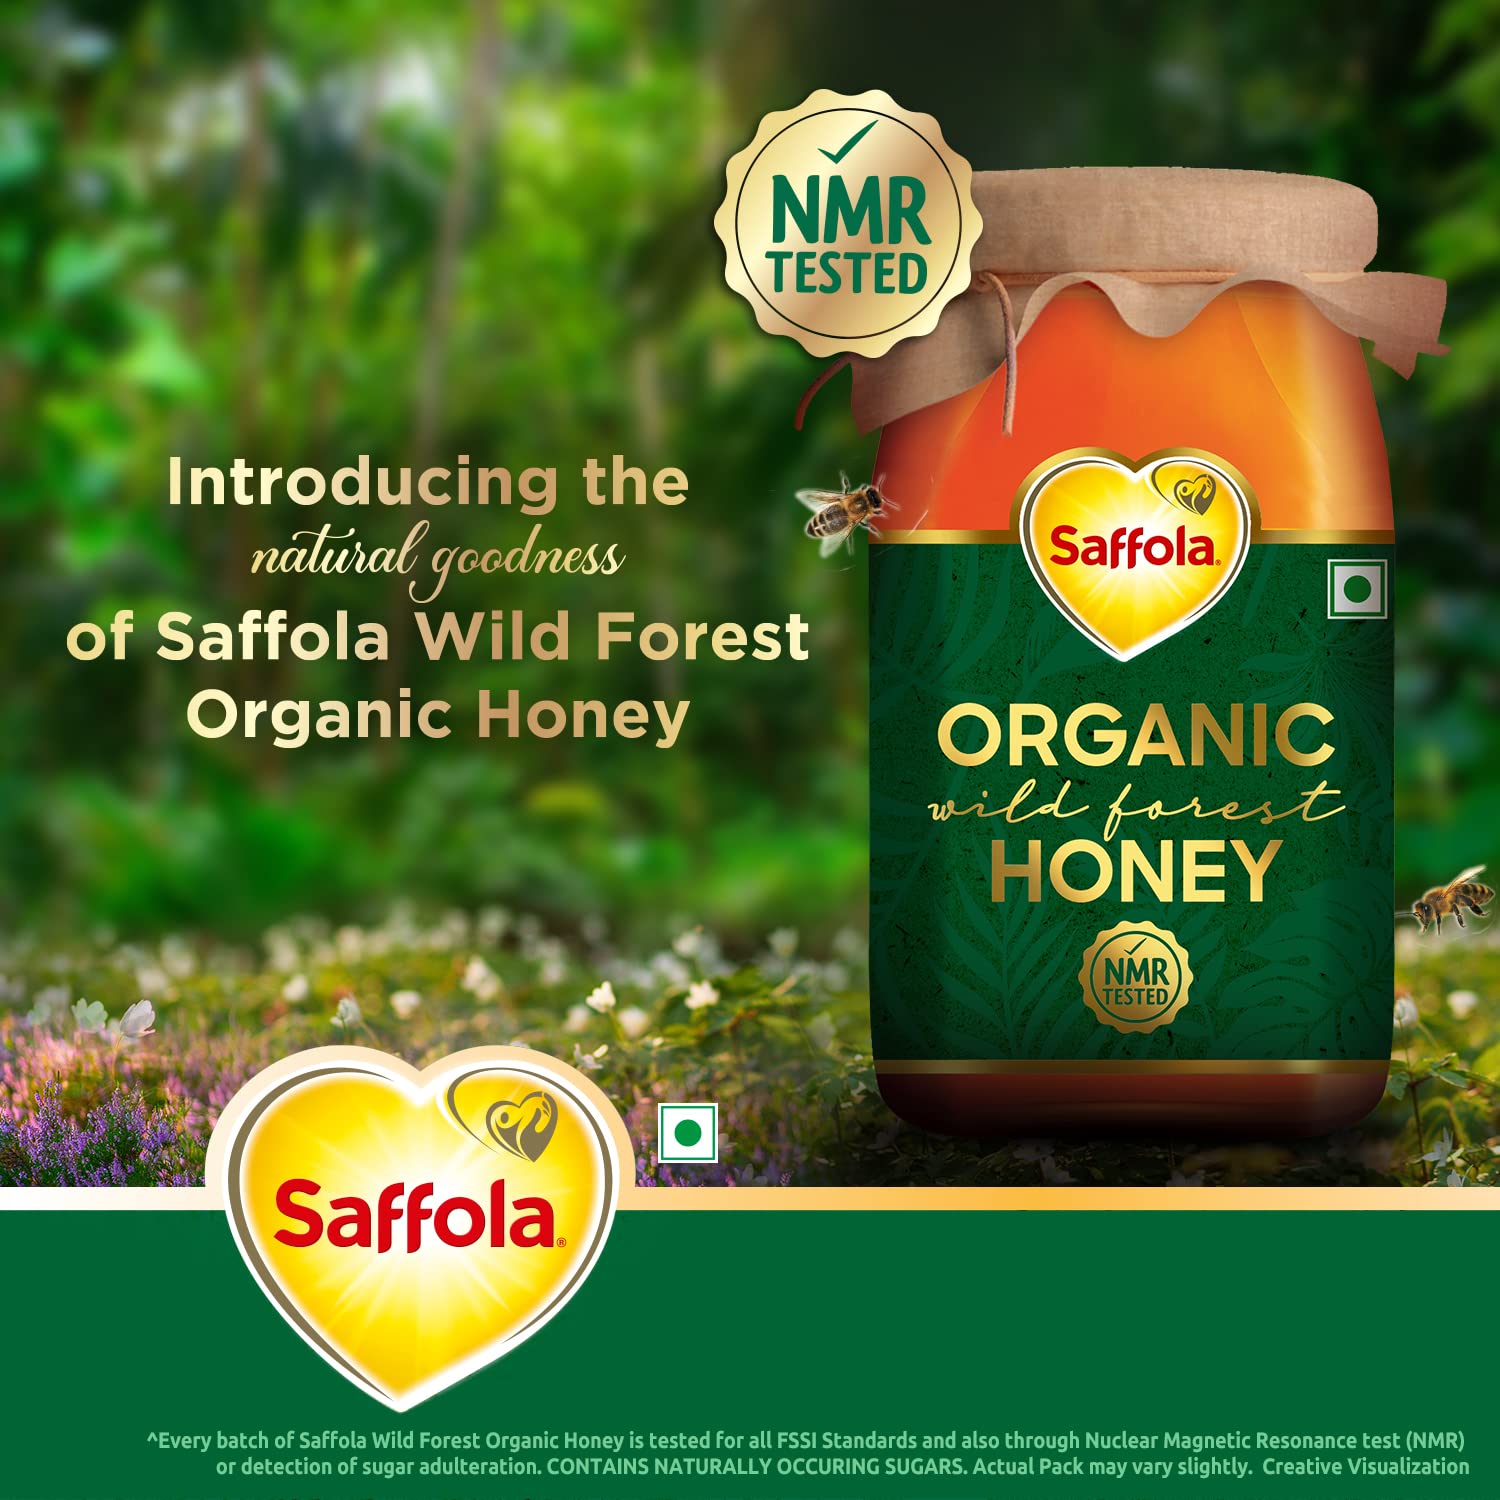 NMR
TESTED
Introducing the
natural goodness
of Saffola Wild Forest
Organic Honey
Saffola®
ORGANIC
wild forest
HONEY
NMR
TESTED
Saffola®
^Every batch of Saffola Wild Forest Organic Honey is tested for all FSSI Standards and also through Nuclear Magnetic Resonance test (NMR)
or detection of sugar adulteration. CONTAINS NATURALLY OCCURING SUGARS. Actual Pack may vary slightly. Creative Visualization